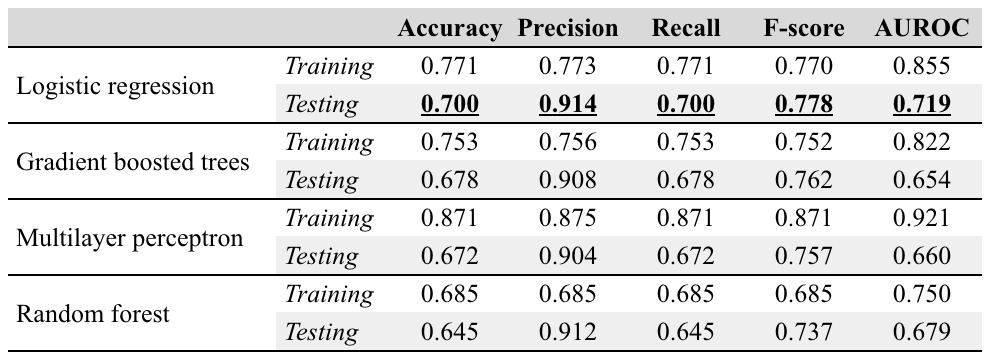 Accuracy Precision Recall F-score AUROC
Logistic regression
Training 0.771 0.773 0.771 0.770 0.855
Testing 0.700 0.914 0.700 0.778 0.719
Gradient boosted trees
Training 0.753 0.756 0.753 0.752 0.822
Testing 0.678 0.908 0.678 0.762 0.654
Multilayer perceptron
Training 0.871 0.875 0.871 0.871 0.921
Testing 0.672 0.904 0.672 0.757 0.660
Random forest
Training 0.685 0.685 0.685 0.685 0.750
Testing 0.645 0.912 0.645 0.737 0.679